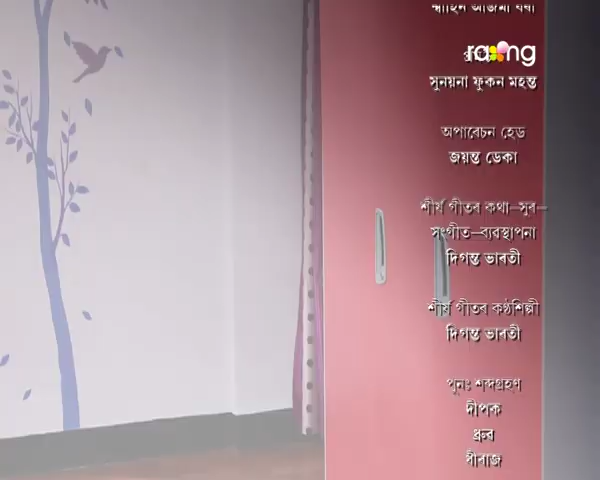 rang
সুনয়না ফুকন মহন্ত
অপাৰেচন হেড
জয়ন্ত ডেকা
শীৰ্ষ গীতৰ কথা–সুৰ–
সংগীত–ব্যৱস্থাপনা
দিগন্ত ভাৰতী
শীৰ্ষ গীতৰ কণ্ঠশিল্পী
দিগন্ত ভাৰতী
পুনঃ শব্দগ্ৰহণ
দীপক
ধ্ৰুব
ধীৰাজ